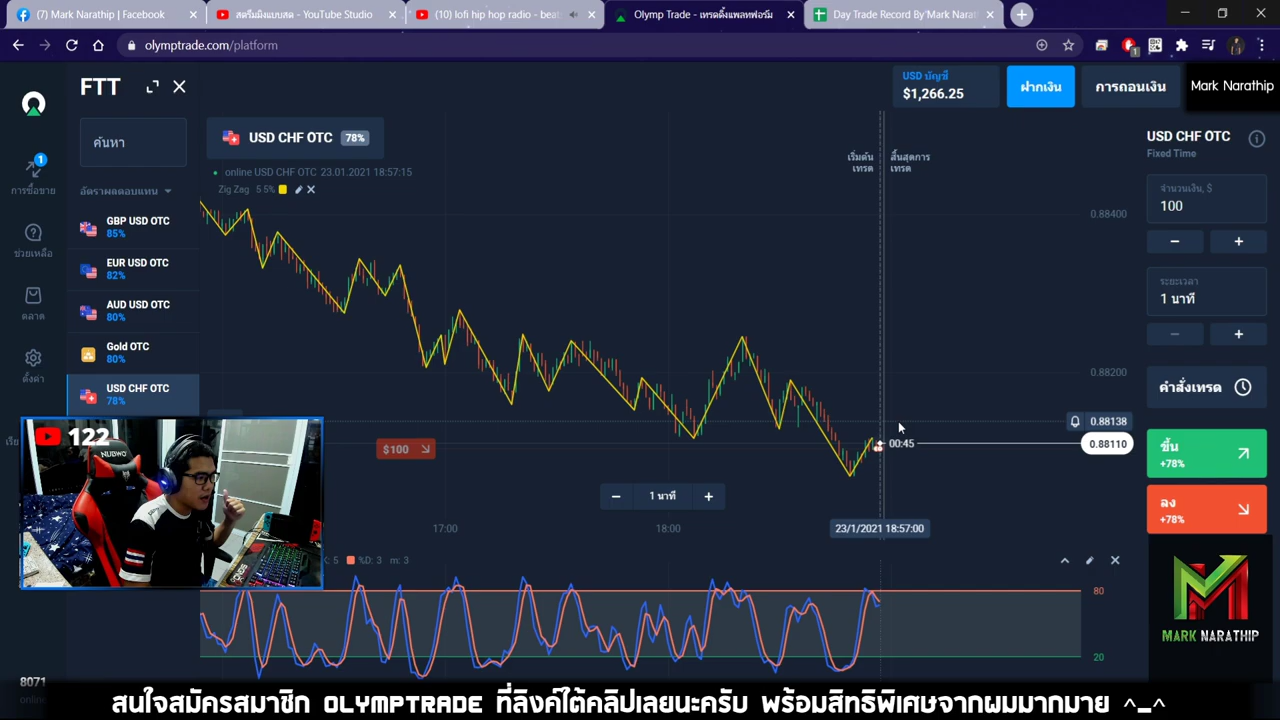 (7) Mark Narathip | Facebook
สตรีมมิงแบบสด - YouTube Studio
(10) lofi hip hop radio - beat
Olymp Trade - เทรดดิ้งแพลทฟอร์ม
Day Trade Record By Mark Narat
olymptrade.com/platform
1
FTT
USD บัญชี
$1,266.25
ฝากเงิน
การถอนเงิน
Mark Narathip
ค้นหา
USD CHF OTC 78%
online USD CHF OTC 23.01.2021 18:57:15
Zig Zag 5 5%
เริ่มต้น
เทรด
สิ้นสุดการ
เทรด
USD CHF OTC
Fixed Time
1
การซื้อขาย
อัตราผลตอบแทน
GBP USD OTC
85%
ช่วยเหลือ
EUR USD OTC
82%
ตลาด
AUD USD OTC
80%
Gold OTC
80%
ตั้งค่า
USD CHF OTC
78%
0.88400
จำนวนเงิน, $
100
ระยะเวลา
1 นาที
0.88200
คำสั่งเทรด
0.88138
00:45
0.88110
$100
ขึ้น
+78%
ลง
+78%
1 นาที
17:00
18:00
23/1/2021 18:57:00
122
NUBWO
: 5 %D: 3 m: 3
80
20
MARK NARATHIP
8071
online
สนใจสมัครสมาชิก OLYMPTRADE ที่ลิงค์ใต้คลิปเลยนะครับ พร้อมสิทธิพิเศษจากผมมากมาย ^_^